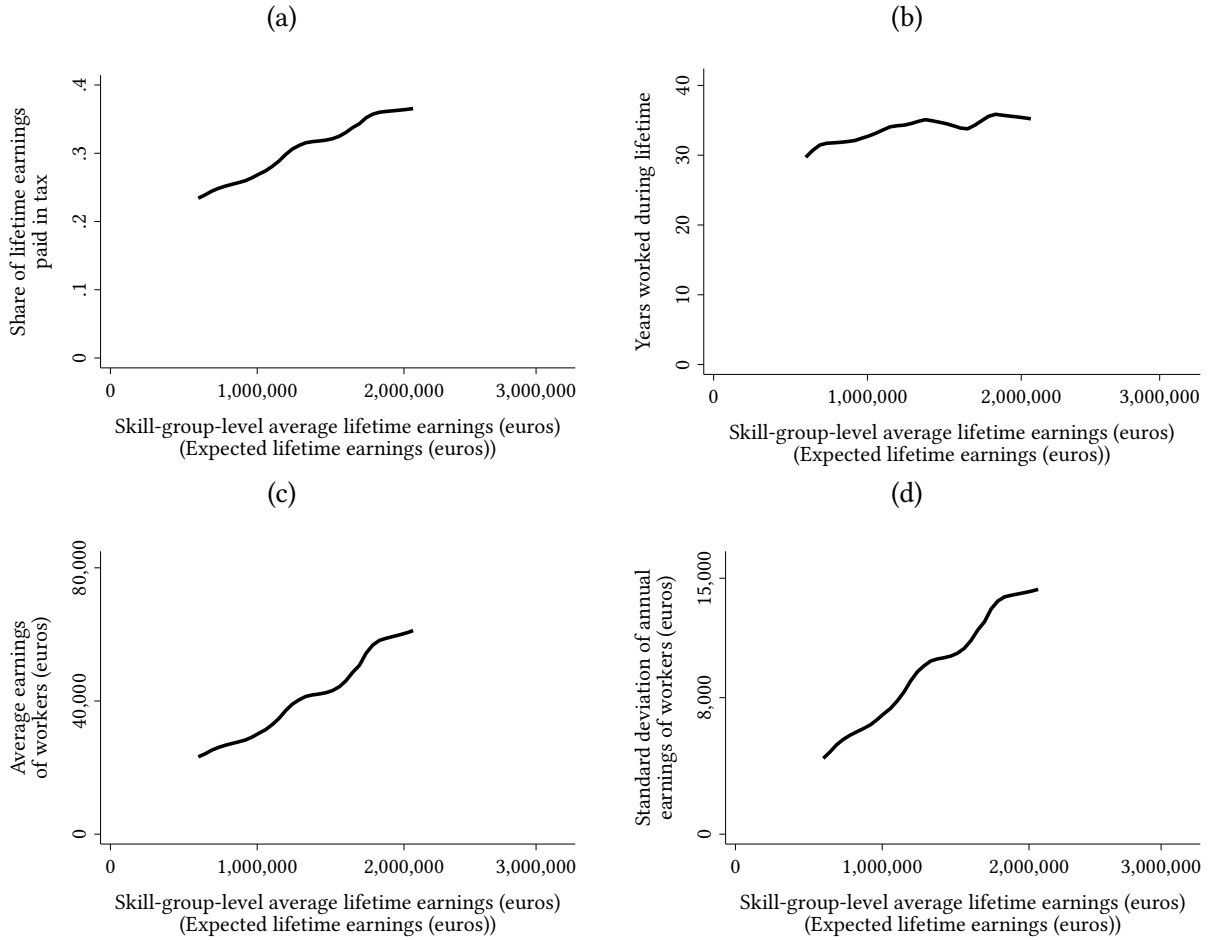 (a)
Share of lifetime earnings
paid in tax
.4
.3
.2
.1
0
0 1,000,000 2,000,000 3,000,000
Skill-group-level average lifetime earnings (euros)
(Expected lifetime earnings (euros))
(b)
Years worked during lifetime
40
30
20
10
0
0 1,000,000 2,000,000 3,000,000
Skill-group-level average lifetime earnings (euros)
(Expected lifetime earnings (euros))
(c)
Average earnings
of workers (euros)
80,000
40,000
0
0 1,000,000 2,000,000 3,000,000
Skill-group-level average lifetime earnings (euros)
(Expected lifetime earnings (euros))
(d)
Standard deviation of annual
earnings of workers (euros)
15,000
8,000
0
0 1,000,000 2,000,000 3,000,000
Skill-group-level average lifetime earnings (euros)
(Expected lifetime earnings (euros))